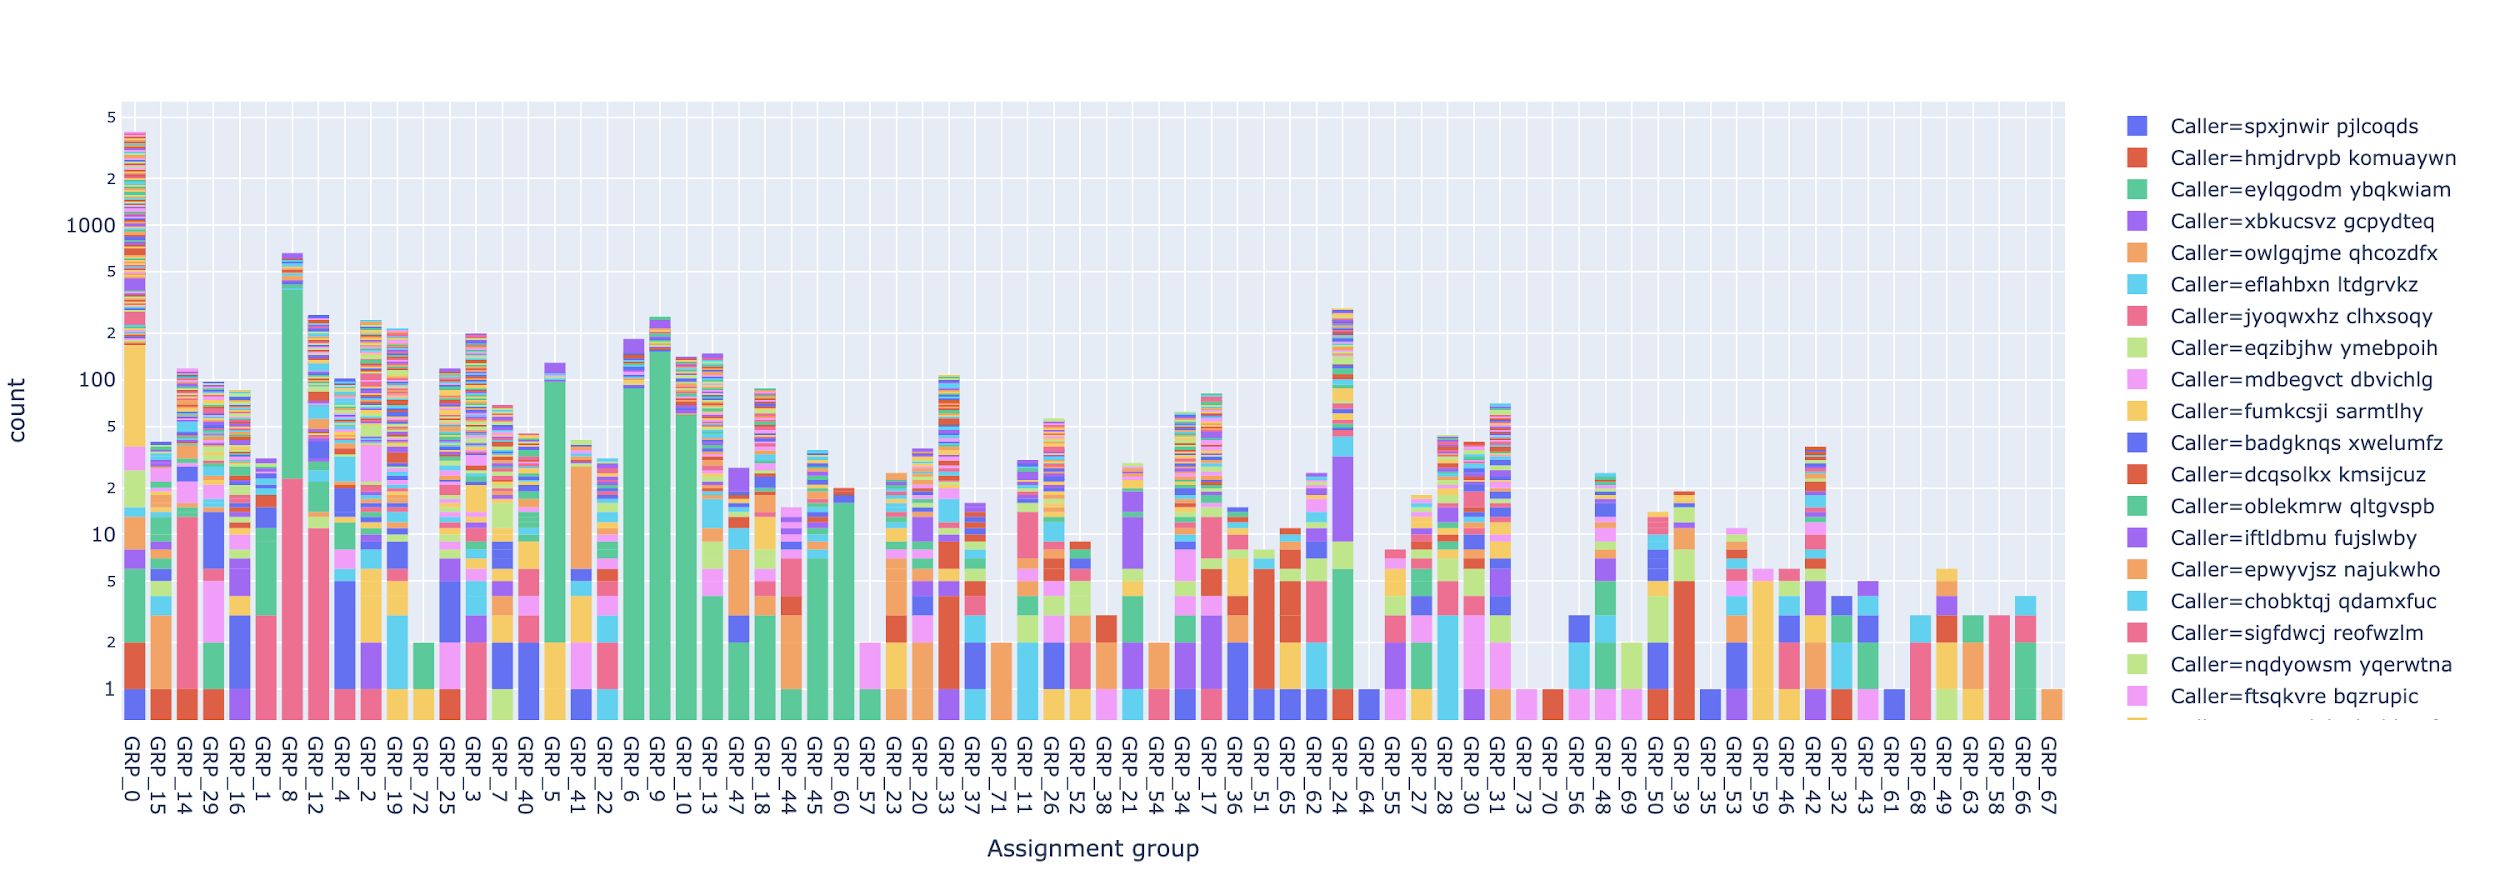 count
5
2
1000
5
2
100
5
2
10
5
2
1
GRP_0
GRP_15
GRP_14
GRP_29
GRP_16
GRP_1
GRP_8
GRP_12
GRP_4
GRP_2
GRP_19
GRP_72
GRP_25
GRP_3
GRP_7
GRP_40
GRP_5
GRP_41
GRP_22
GRP_6
GRP_9
GRP_10
GRP_13
GRP_47
GRP_18
GRP_44
GRP_45
GRP_60
GRP_57
GRP_23
GRP_20
GRP_33
GRP_37
GRP_71
GRP_11
GRP_26
GRP_52
GRP_38
GRP_21
GRP_54
GRP_34
GRP_17
GRP_36
GRP_51
GRP_65
GRP_62
GRP_24
GRP_64
GRP_55
GRP_27
GRP_28
GRP_30
GRP_31
GRP_73
GRP_70
GRP_56
GRP_48
GRP_69
GRP_50
GRP_39
GRP_35
GRP_53
GRP_59
GRP_46
GRP_42
GRP_32
GRP_43
GRP_61
GRP_68
GRP_49
GRP_63
GRP_58
GRP_66
GRP_67
Assignment group
Caller=spxjnwir pjlcoqds
Caller=hmjdrvpb komuaywn
Caller=eylqgodm ybqkwiam
Caller=xbkucsvz gcpydteq
Caller=owlgqjme qhcozdfx
Caller=eflahbxn ltdgrvkz
Caller=jyoqwxhz clhxsoqy
Caller=eqzibjhw ymebpoih
Caller=mdbegvct dbvichlg
Caller=fumkcsji sarmtlhy
Caller=badgknqs xwelumfz
Caller=dcqsolkx kmsijcuz
Caller=oblekmrw qltgvspb
Caller=iftldbmu fujslwby
Caller=epwyvjsz najukwho
Caller=chobktqj qdamxfuc
Caller=sigfdwcj reofwzlm
Caller=nqdyowsm yqerwtna
Caller=ftsqkvre bqzrupic